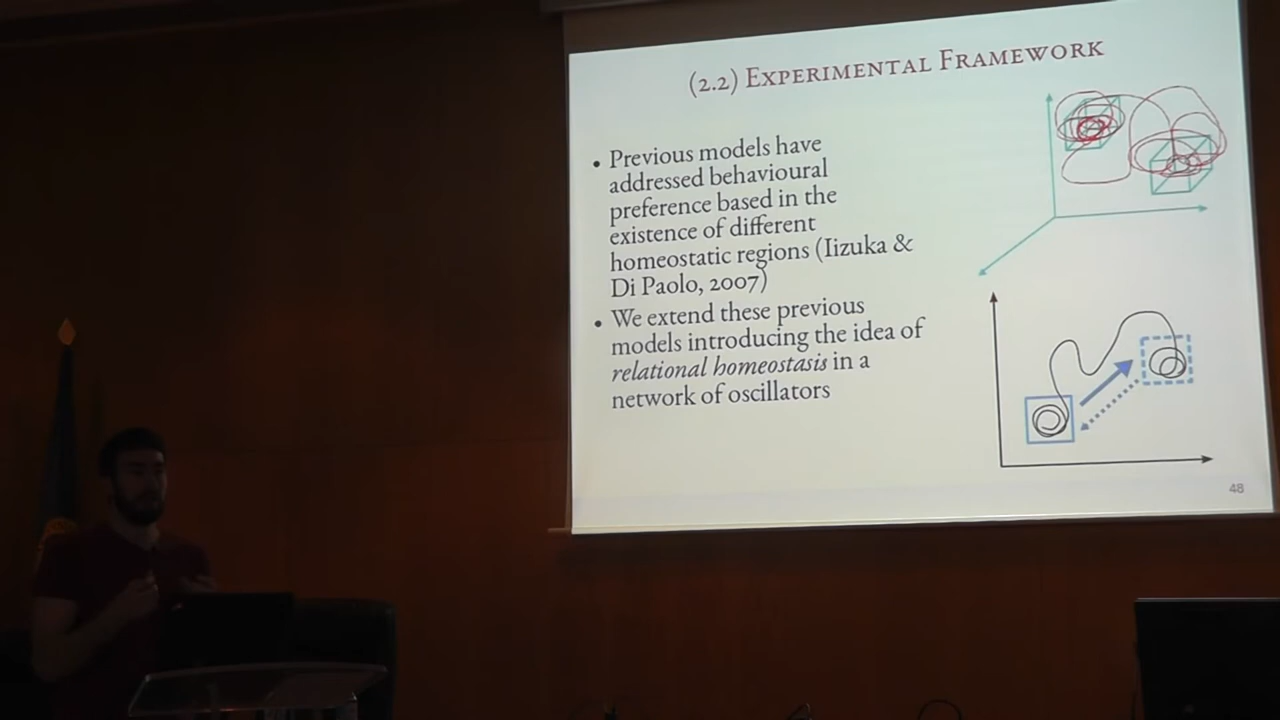 (2.2) Experimental Framework
• Previous models have
addressed behavioural
preference based in the
existence of different
homeostatic regions (Iizuka &
Di Paolo, 2007)
• We extend these previous
models introducing the idea of
relational homeostasis in a
network of oscillators
48